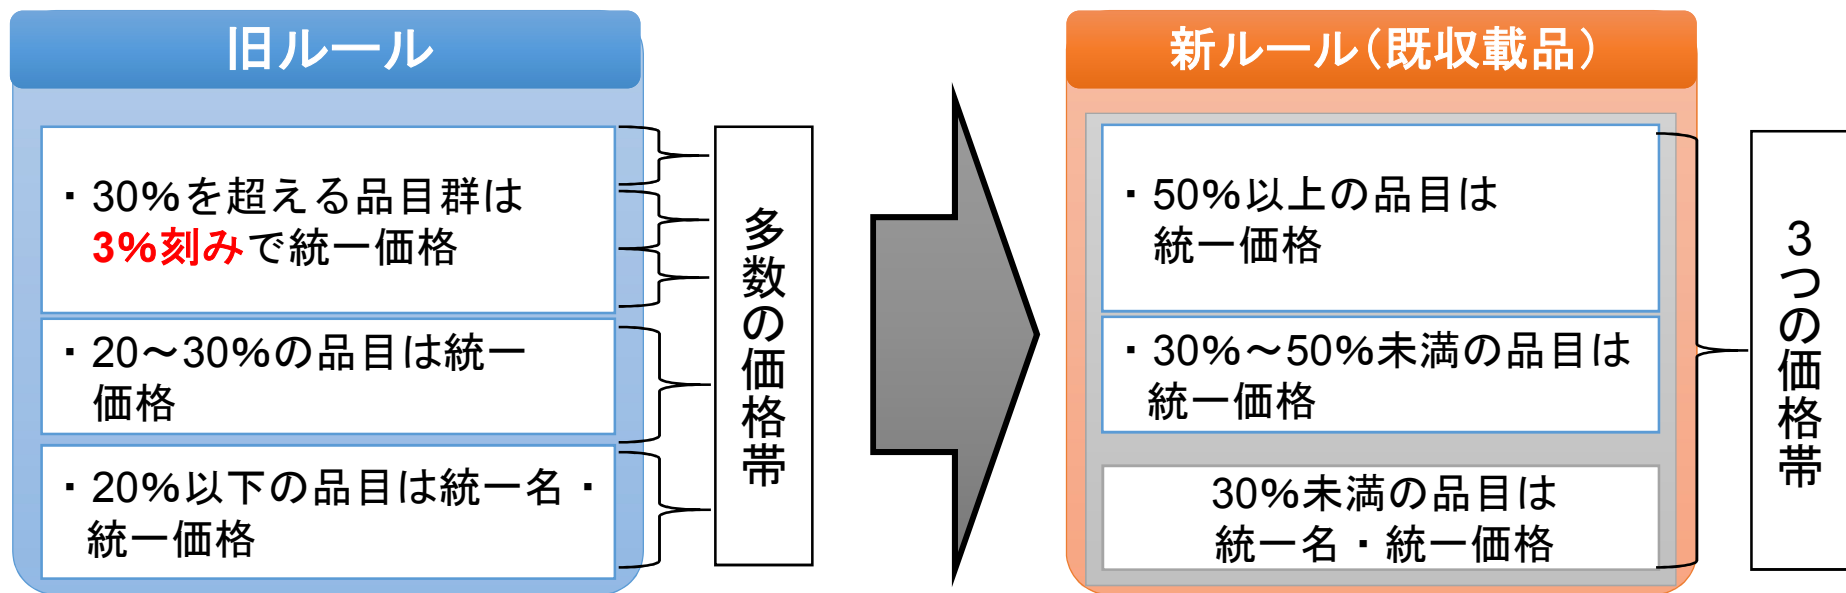 旧ルール
・30%を超える品目群は
3%刻みで統一価格
・20～30%の品目は統一
価格
・20%以下の品目は統一名・
統一価格
多数の価格帯
新ルール（既収載品）
・50%以上の品目は
統一価格
・30%～50%未満の品目は
統一価格
30%未満の品目は
統一名・統一価格
3つの価格帯